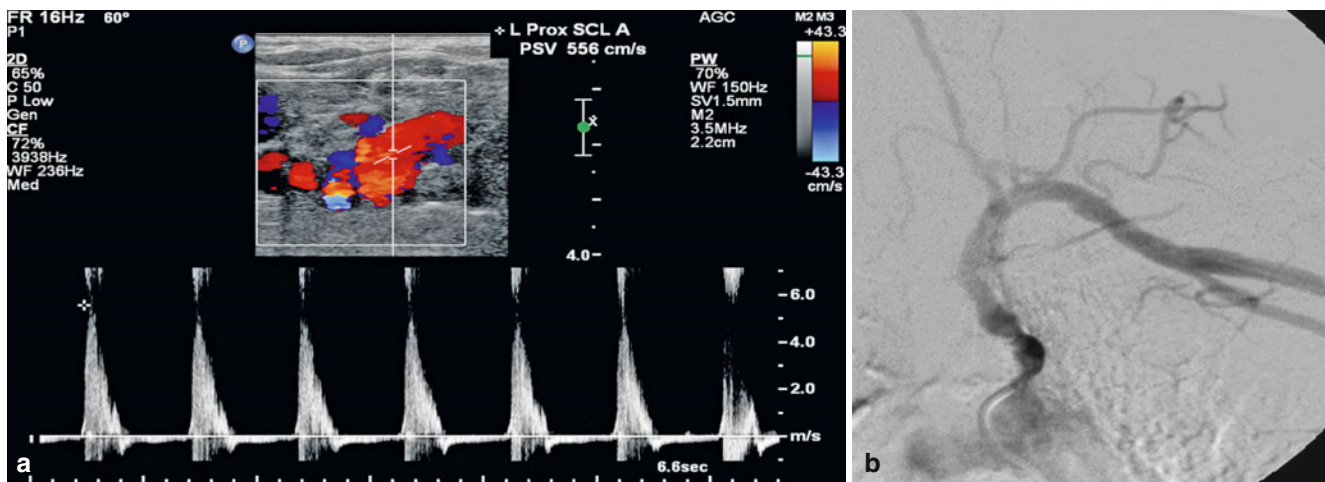 FR 16Hz 60°
P1
2D
65%
C 50
P Low
Gen
CF
72%
3938Hz
WF 236Hz
Med
P
L Prox SCL A
PSV 556 cm/s
x
4.0
AGC
PW
70%
WF 150Hz
SV1.5mm
M2
3.5MHz
2.2cm
M2 M3
+43.3
-43.3
cm/s
6.0
4.0
2.0
m/s
6.6sec
a
b